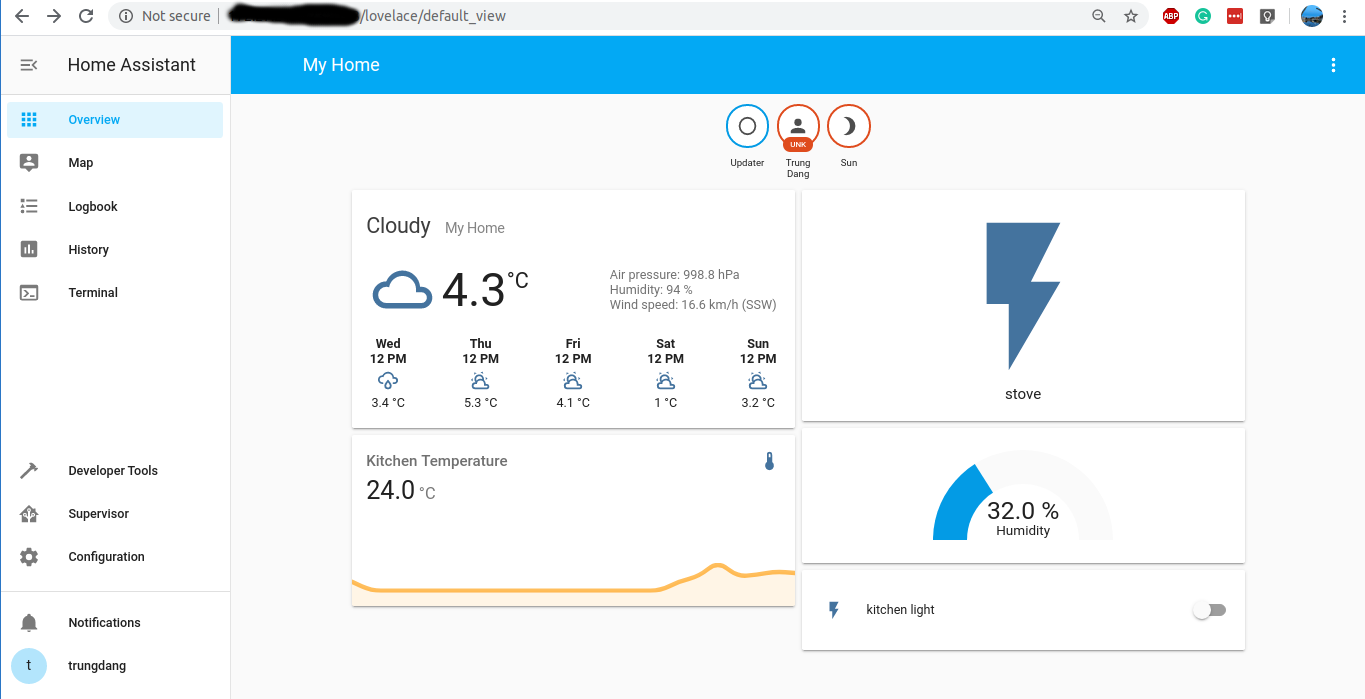 Not secure
/lovelace/default_view
ABP
Home Assistant
My Home
Overview
Map
Logbook
History
Terminal
Developer Tools
Supervisor
Configuration
Notifications
t
trungdang
UNK
Updater
Trung
Dang
Sun
Cloudy My Home
4.3 °C
Air pressure: 998.8 hPa
Humidity: 94 %
Wind speed: 16.6 km/h (SSW)
Wed Thu Fri Sat Sun
12 PM 12 PM 12 PM 12 PM 12 PM
3.4 °C 5.3 °C 4.1 °C 1 °C 3.2 °C
Kitchen Temperature
24.0 °C
stove
32.0 %
Humidity
kitchen light